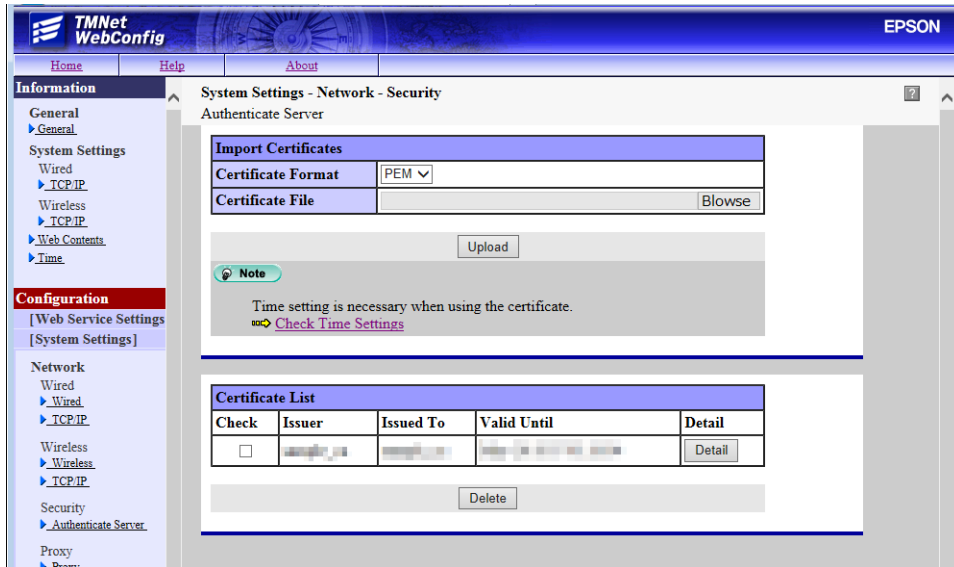 TMNet
WebConfig
EPSON
Home Help About
Information
General
General
System Settings
Wired
TCP/IP
Wireless
TCP/IP
Web Contents
Time
Configuration
[Web Service Settings
[System Settings]
Network
Wired
Wired
TCP/IP
Wireless
Wireless
TCP/IP
Security
Authenticate Server
Proxy
Proxy
System Settings - Network - Security
?
Authenticate Server
Import Certificates
Certificate Format PEM
Certificate File Browse
Upload
Note
Time setting is necessary when using the certificate.
Check Time Settings
Certificate List
Check Issuer Issued To Valid Until Detail
Detail
Delete